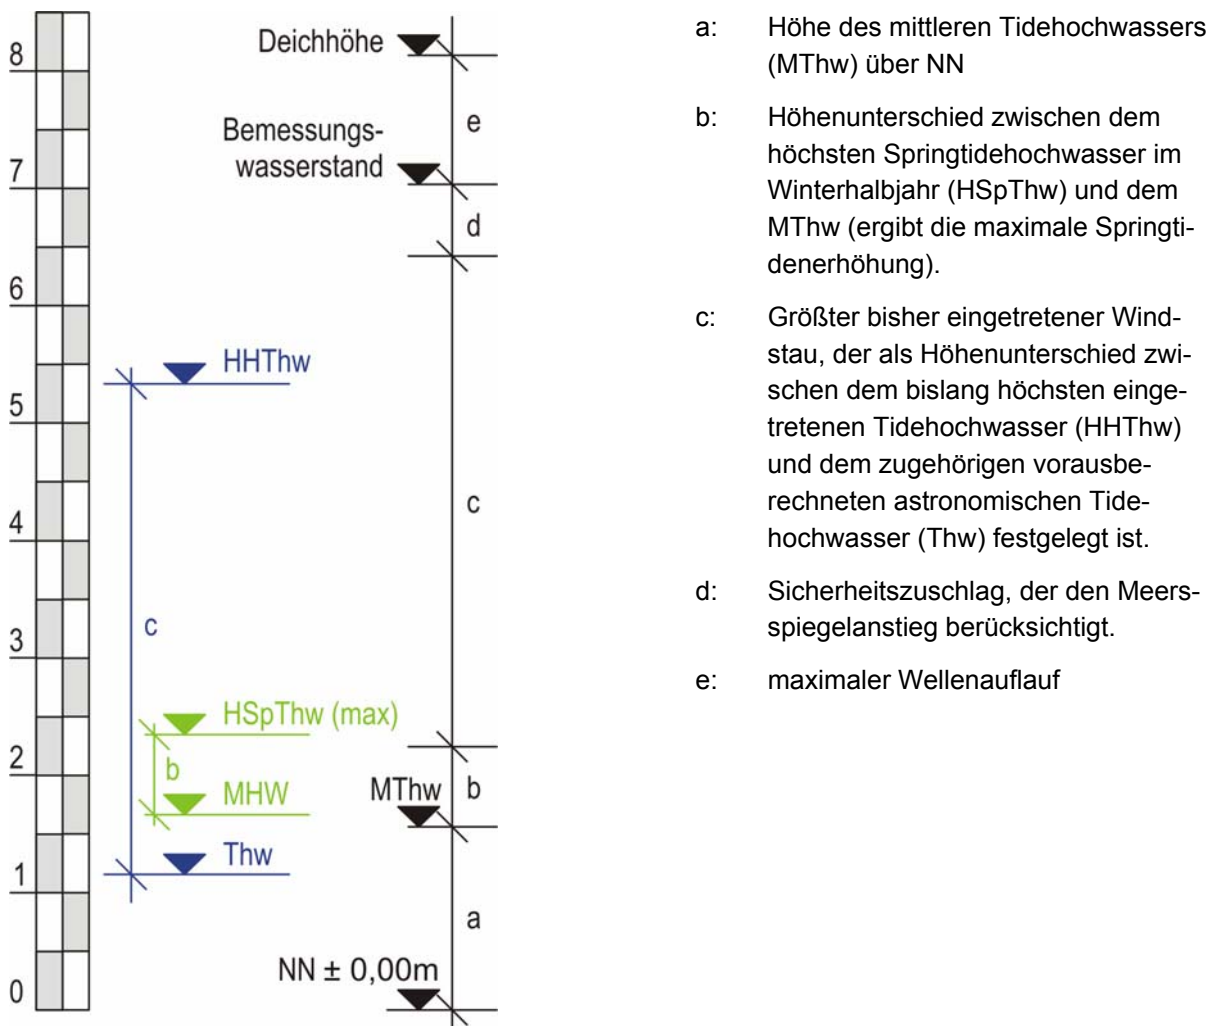 8
7
6
5
4
3
2
1
0
Deichhöhe
e
Bemessungs-
wasserstand
d
HHThw
c
c
HSpThw (max)
b
MHW
MThw
b
Thw
a
NN ± 0,00m
a: Höhe des mittleren Tidehochwassers
(MThw) über NN
b: Höhenunterschied zwischen dem
höchsten Springtidehochwasser im
Winterhalbjahr (HSpThw) und dem
MThw (ergibt die maximale Springti-
denerhöhung).
c: Größter bisher eingetretener Wind-
stau, der als Höhenunterschied zwi-
schen dem bislang höchsten einge-
tretenen Tidehochwasser (HHThw)
und dem zugehörigen vorausbe-
rechneten astronomischen Tide-
hochwasser (Thw) festgelegt ist.
d: Sicherheitszuschlag, der den Meers-
spiegelanstieg berücksichtigt.
e: maximaler Wellenauflauf